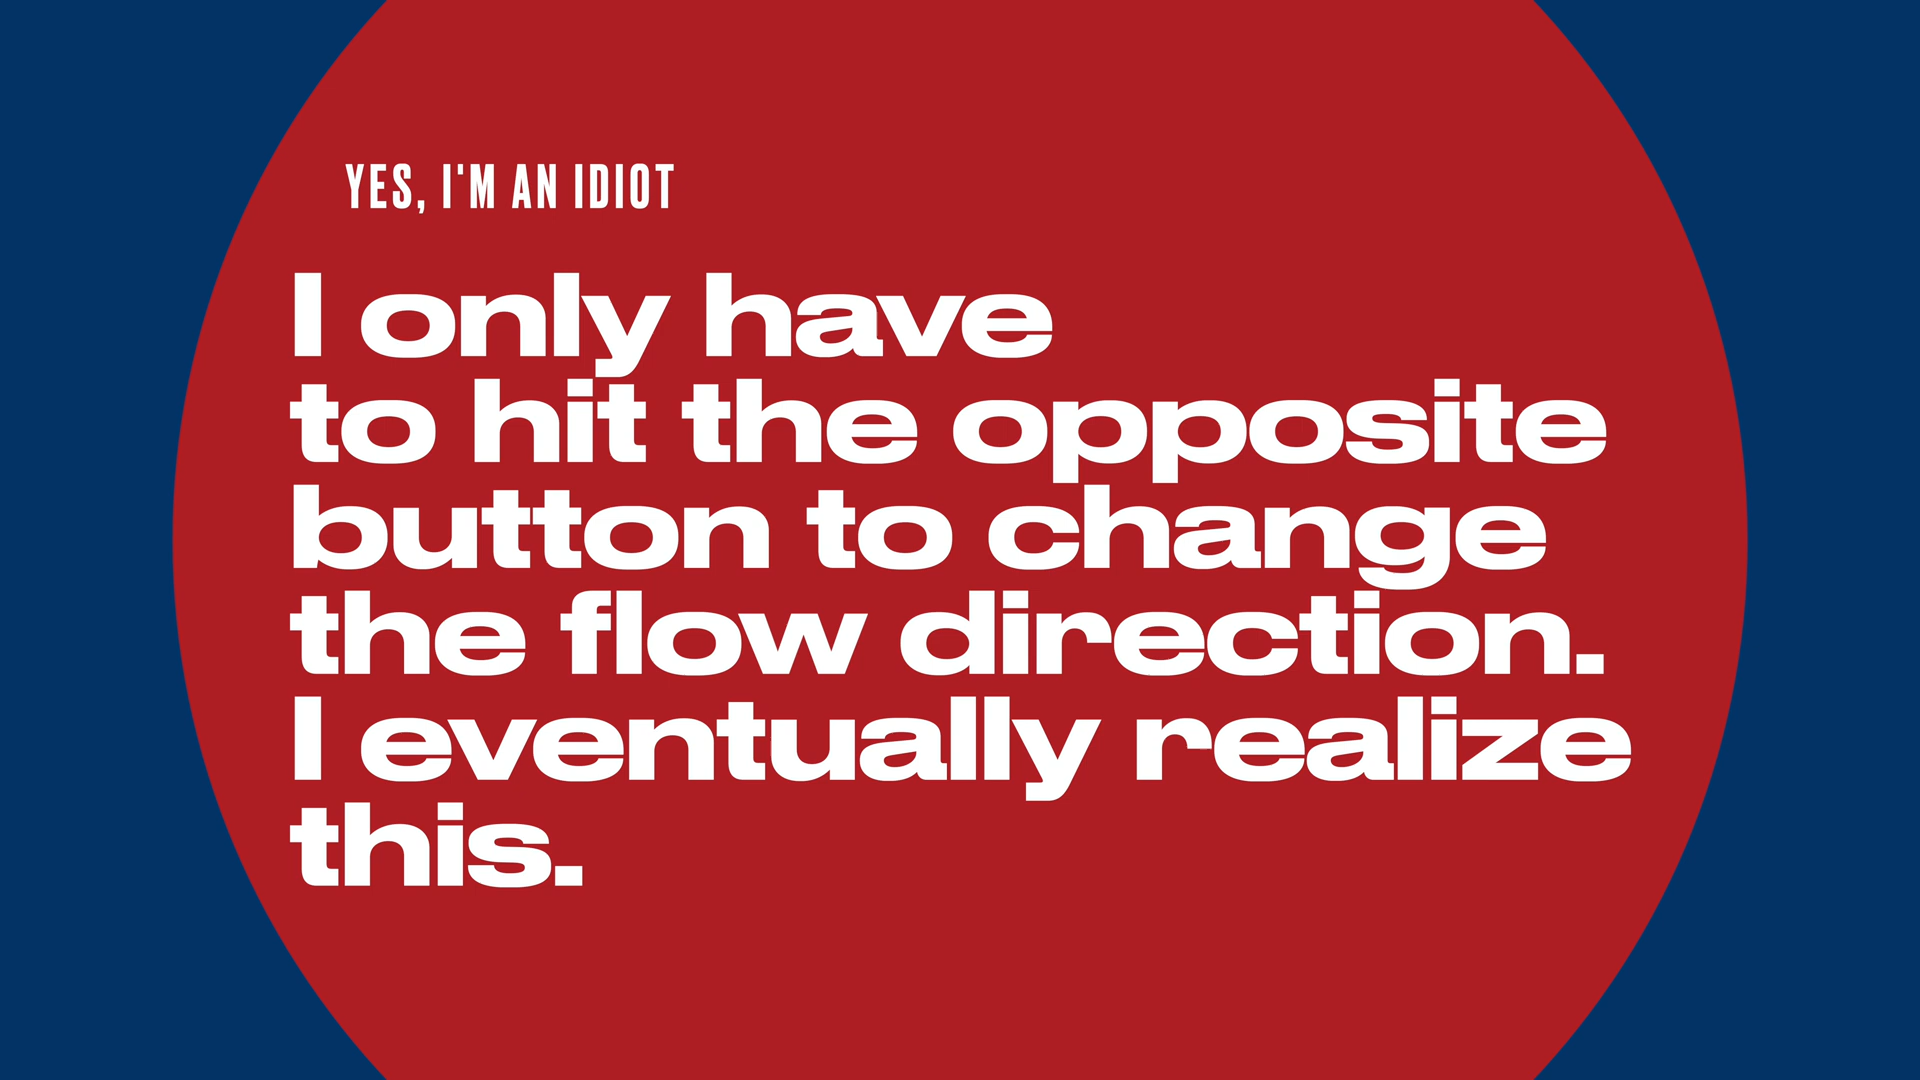 YES, I'M AN IDIOT
I only have
to hit the opposite
button to change
the flow direction.
I eventually realize
this.